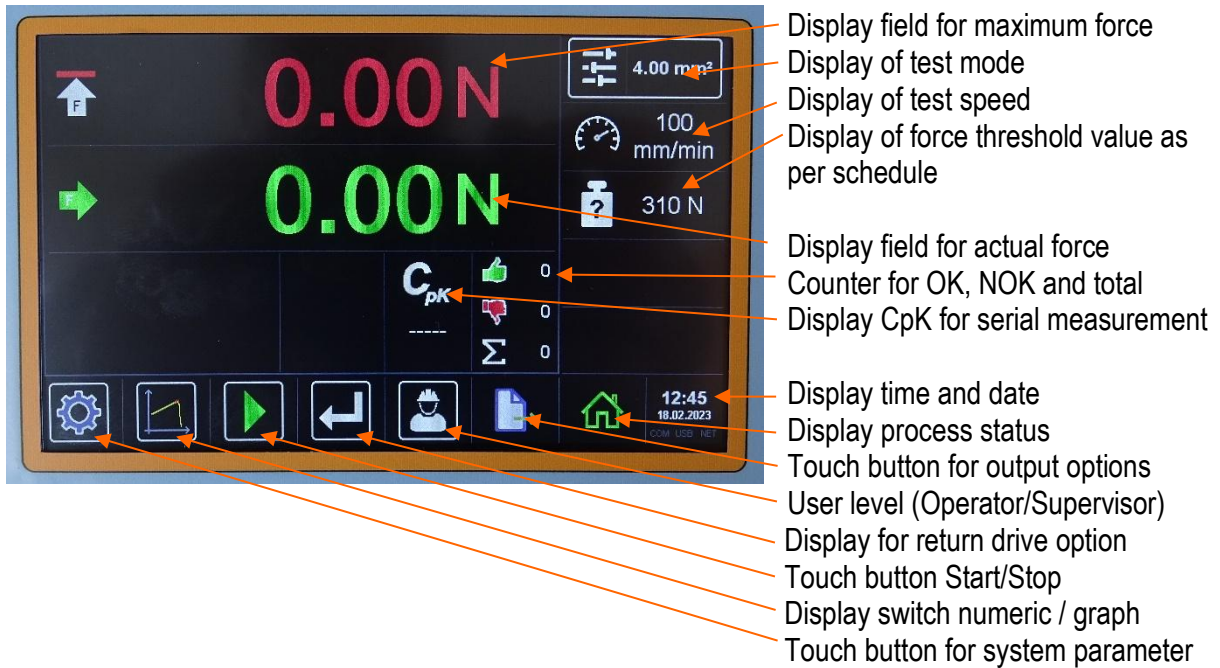 0.00 N
4.00 mm²
F
100
mm/min
0.00 N
F
?
310 N
CpK
-----
0
0
Σ 0
12:45
18.02.2023
COM USB NET
Display field for maximum force
Display of test mode
Display of test speed
Display of force threshold value as
per schedule
Display field for actual force
Counter for OK, NOK and total
Display CpK for serial measurement
Display time and date
Display process status
Touch button for output options
User level (Operator/Supervisor)
Display for return drive option
Touch button Start/Stop
Display switch numeric / graph
Touch button for system parameter